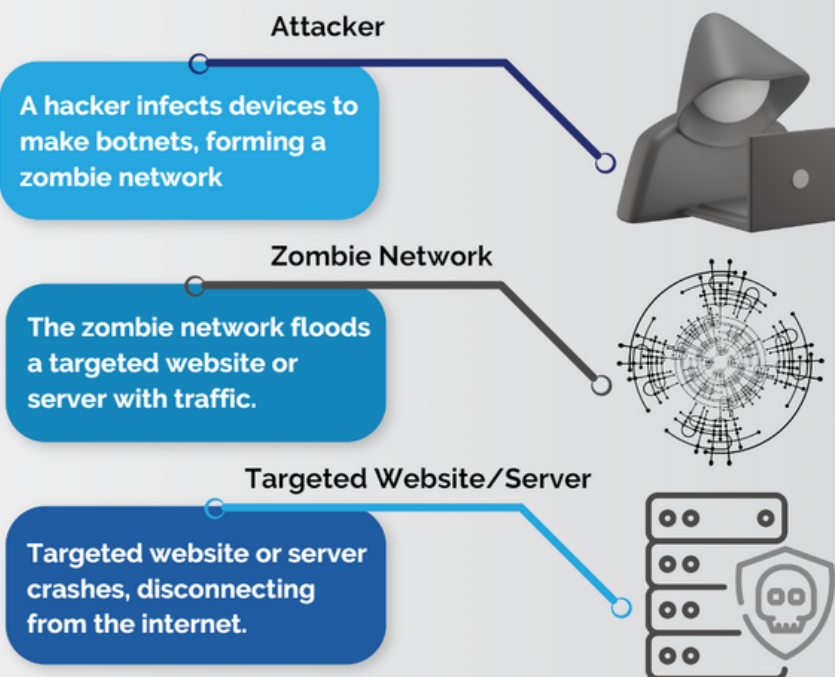 Attacker
A hacker infects devices to
make botnets, forming a
zombie network
Zombie Network
The zombie network floods
a targeted website or
server with traffic.
Targeted Website/Server
Targeted website or server
crashes, disconnecting
from the internet.